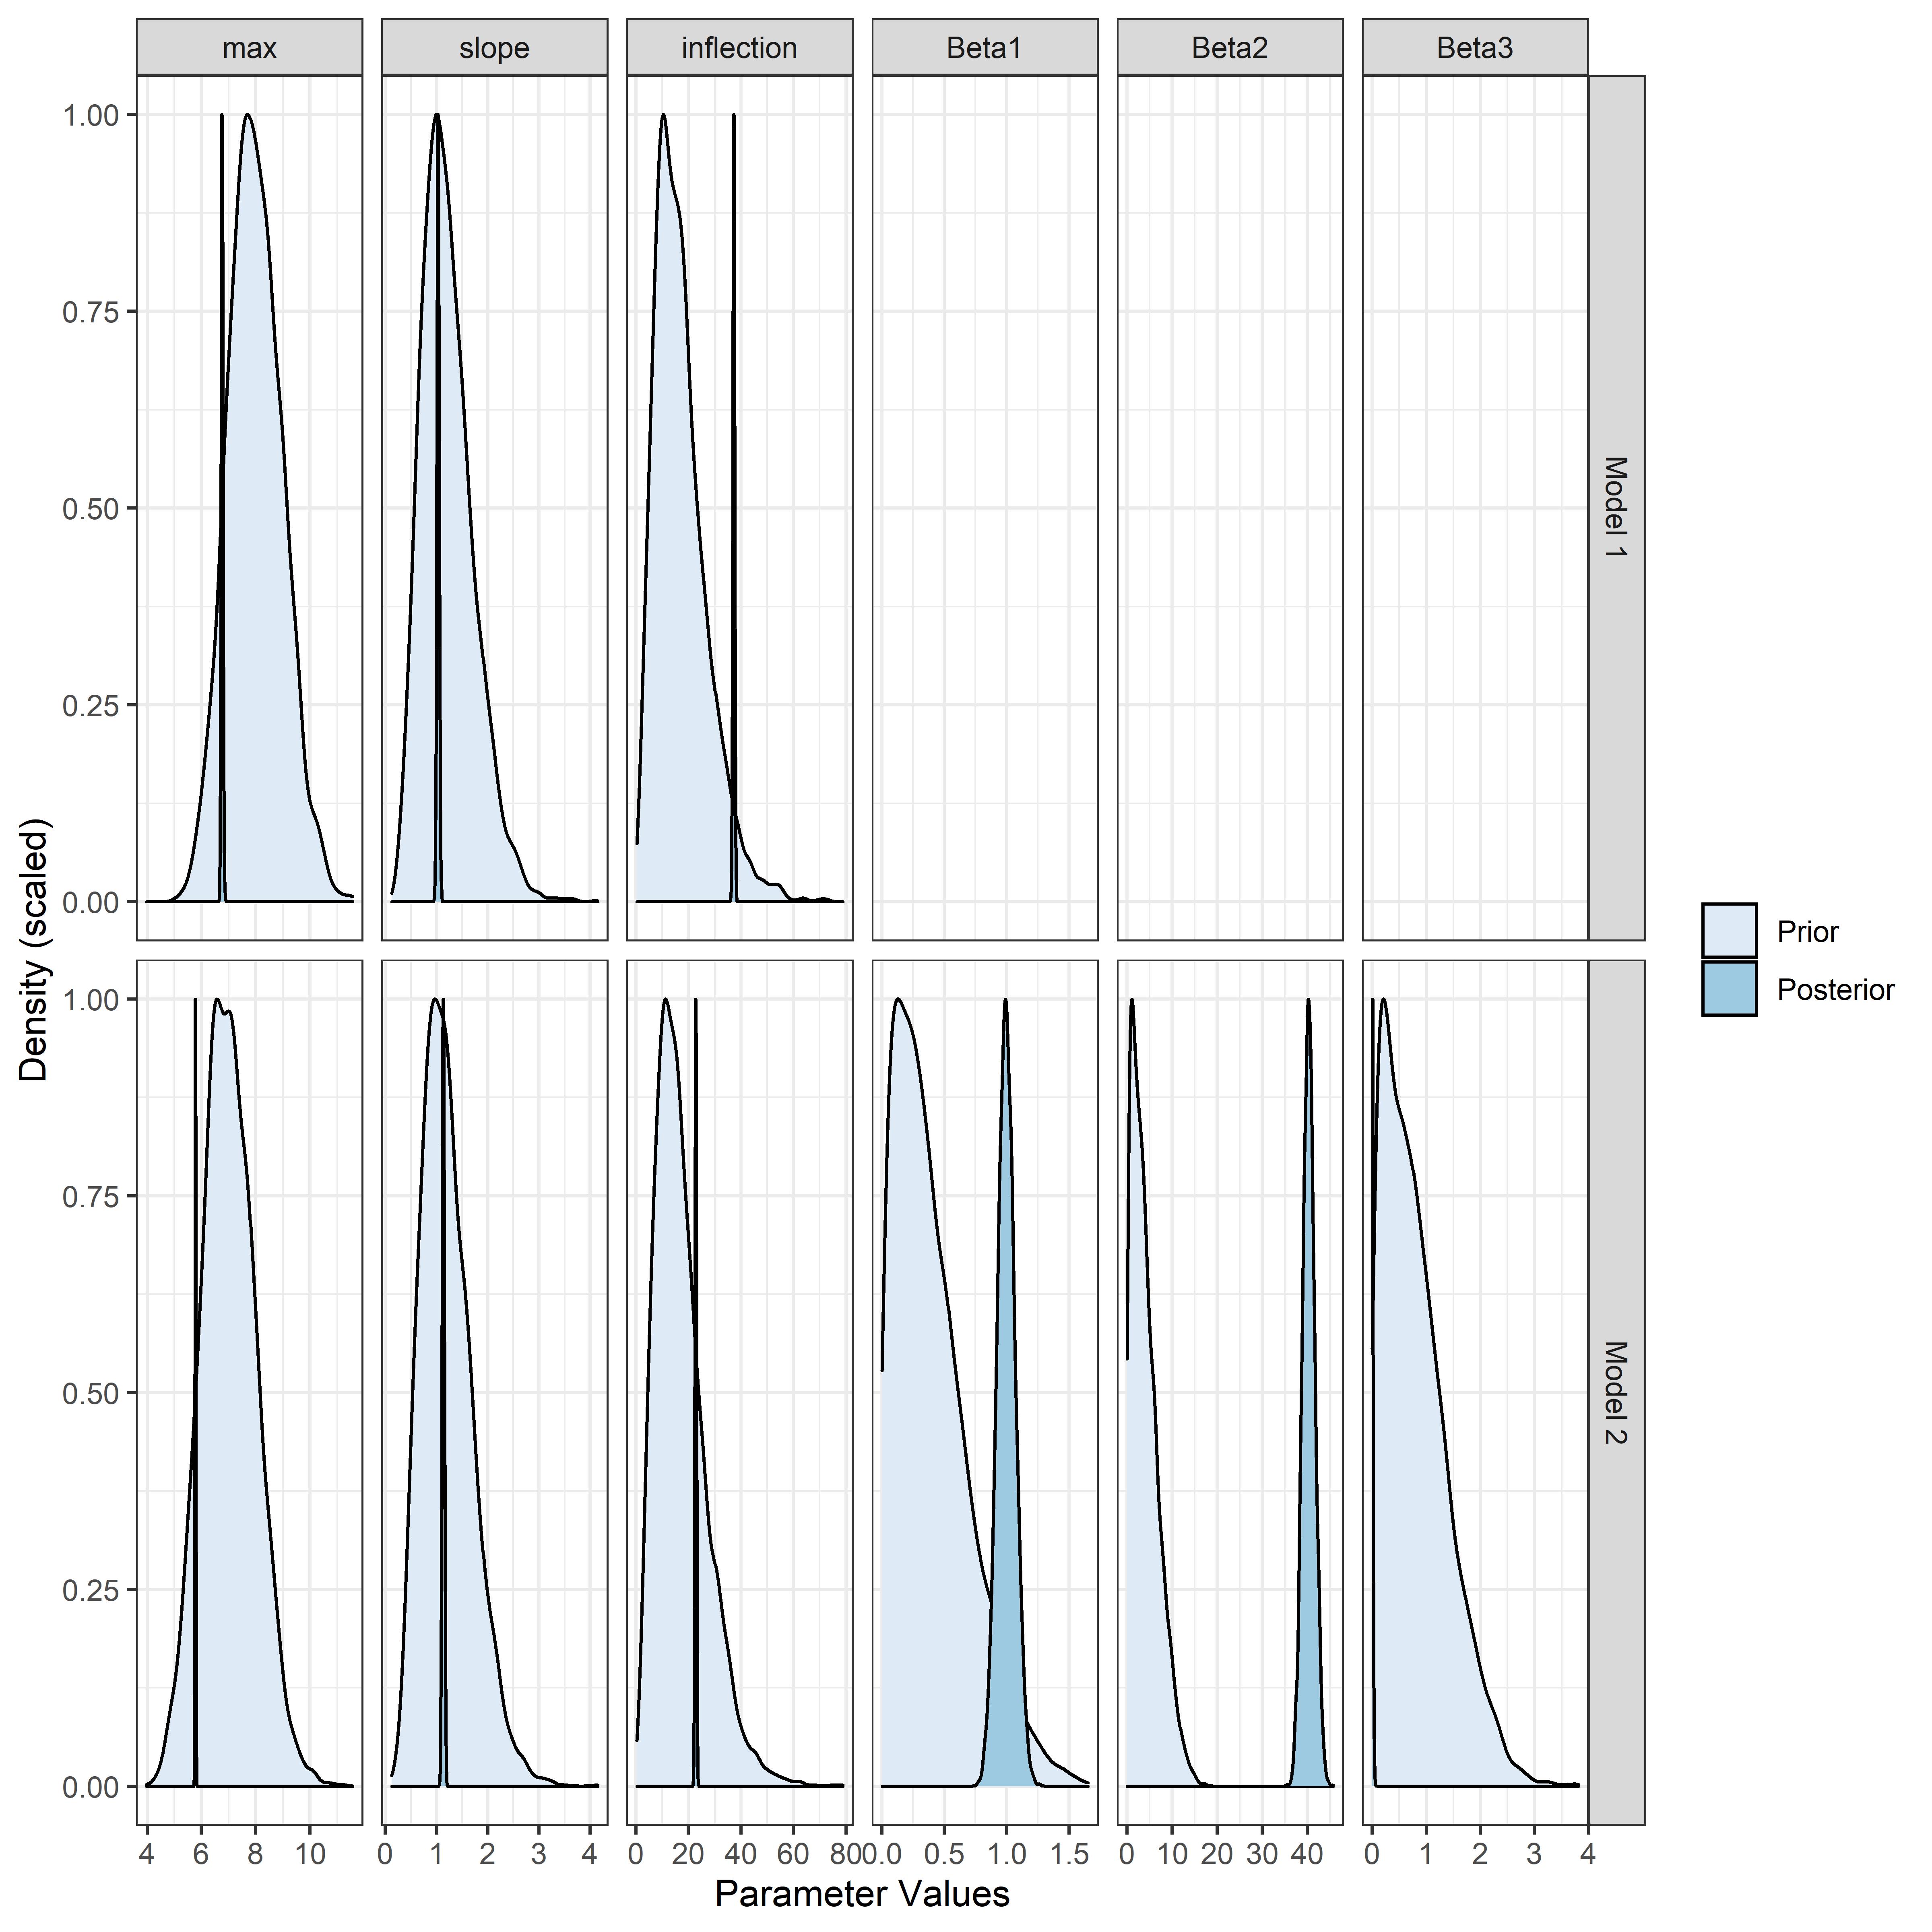 max slope inflection Beta1 Beta2 Beta3
1.00
0.75
0.50
0.25
0.00
Model 1
1.00
0.75
0.50
0.25
0.00
Model 2
4 6 8 10
0 1 2 3 4
0 20 40 60 80
0.0 0.5 1.0 1.5
0 10 20 30 40
0 1 2 3 4
Parameter Values
Density (scaled)
Prior
Posterior